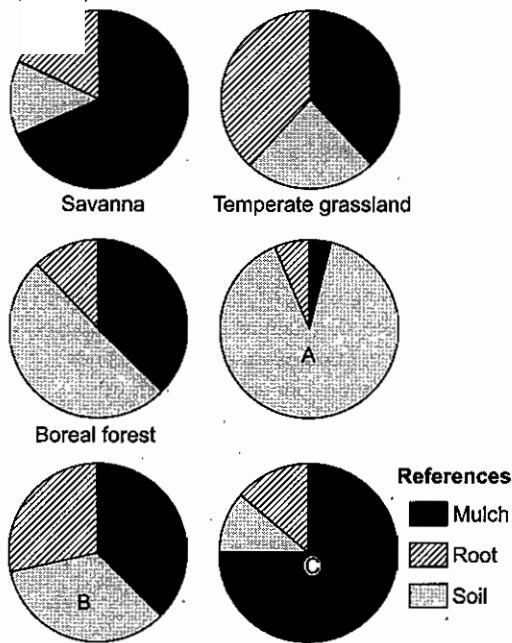 Savanna
Temperate grassland
A
Boreal forest
References
Mulch
Root
Soil
B
C